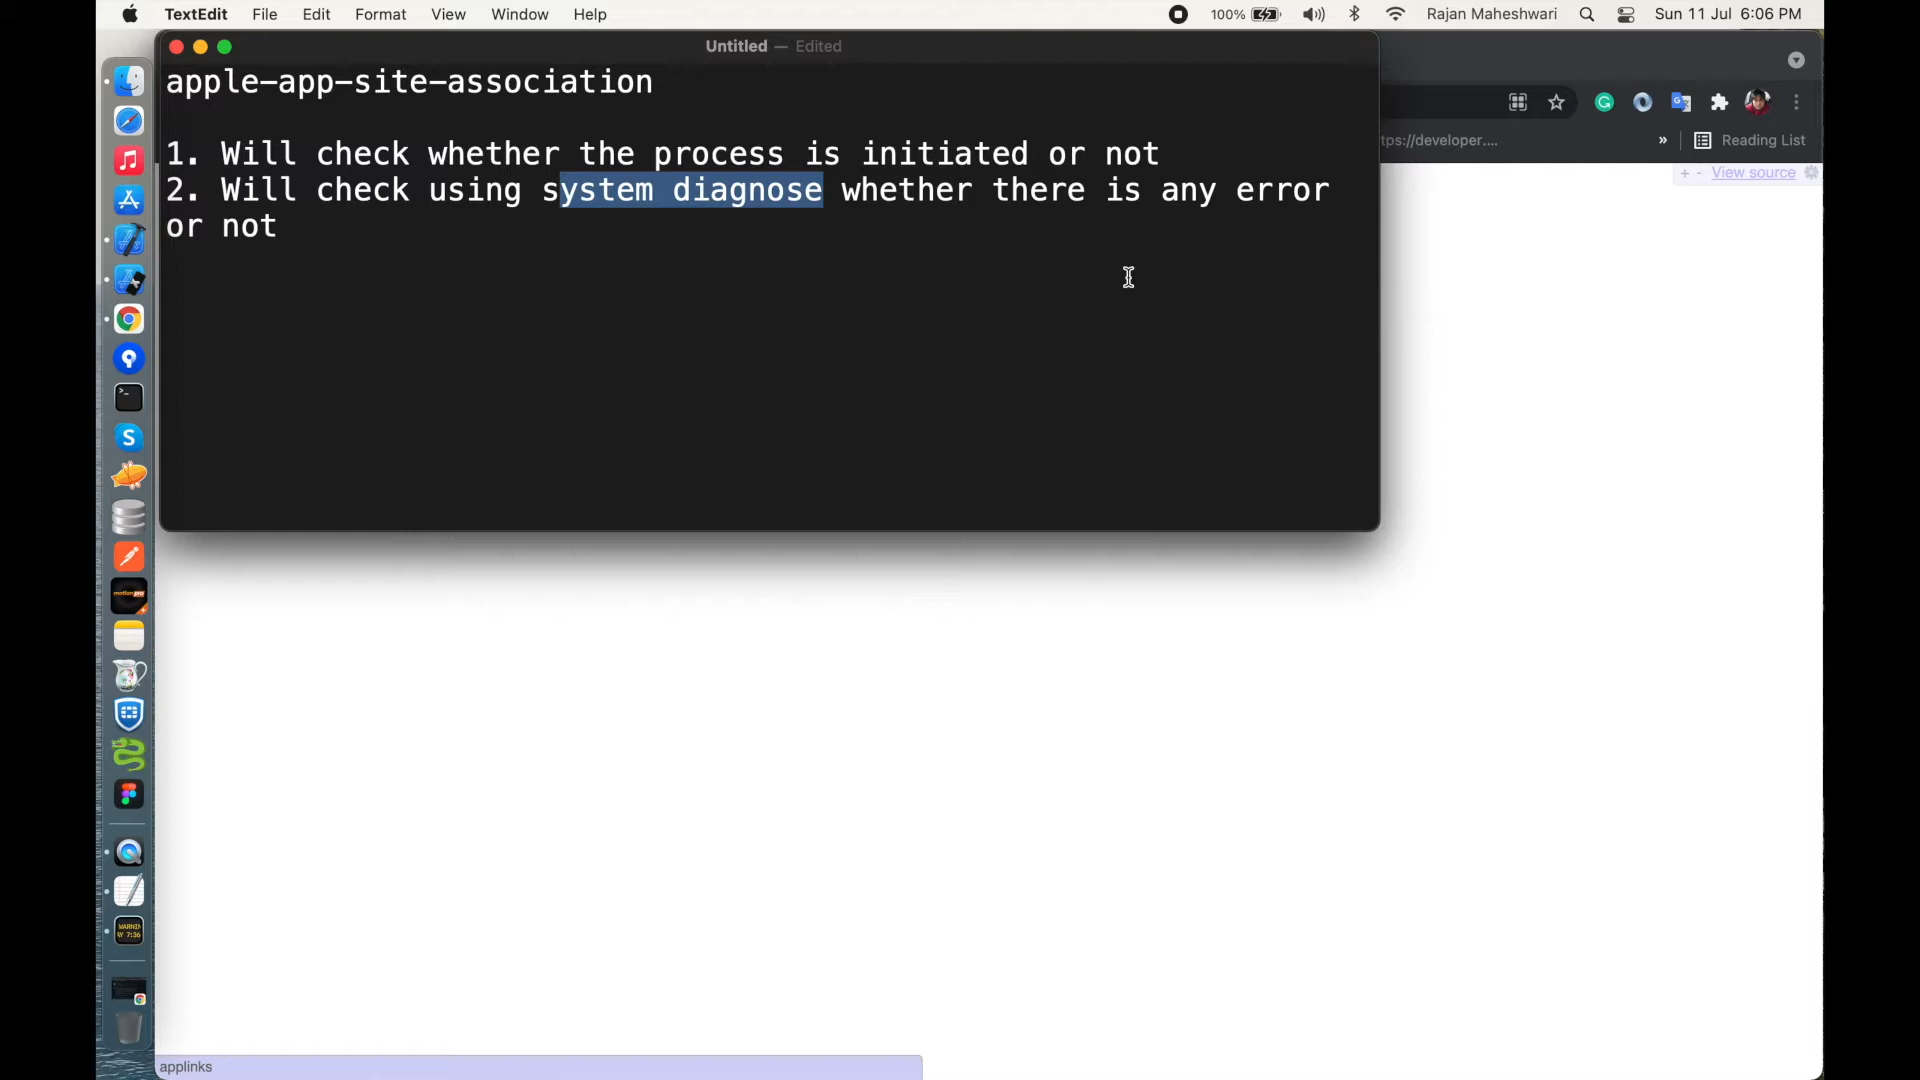 TextEdit File Edit Format View Window Help 100% Rajan Maheshwari Sun 11 Jul 6:06 PM
Untitled — Edited
apple-app-site-association
1. Will check whether the process is initiated or not
2. Will check using system diagnose whether there is any error
or not
tps://developer.... » Reading List
+ - View source
applinks